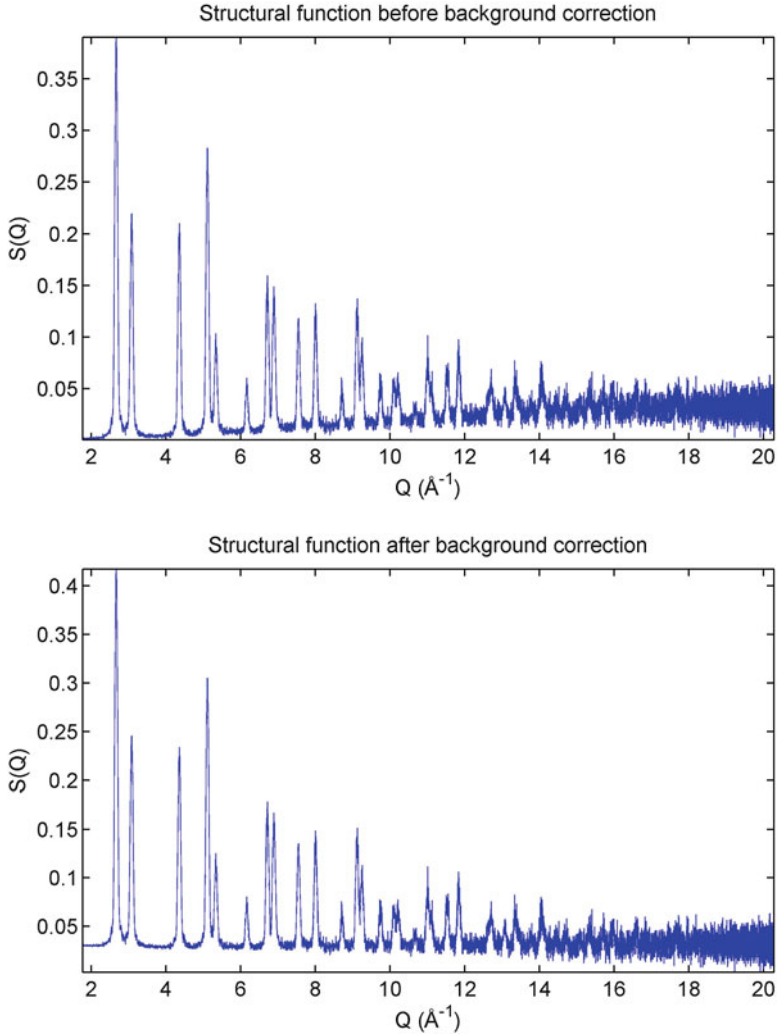 Structural function before background correction
0.35
0.3
0.25
0.2
0.15
0.1
0.05
S(Q)
2 4 6 8 10 12 14 16 18 20
Q (Å⁻¹)
Structural function after background correction
0.4
0.35
0.3
0.25
0.2
0.15
0.1
0.05
S(Q)
2 4 6 8 10 12 14 16 18 20
Q (Å⁻¹)